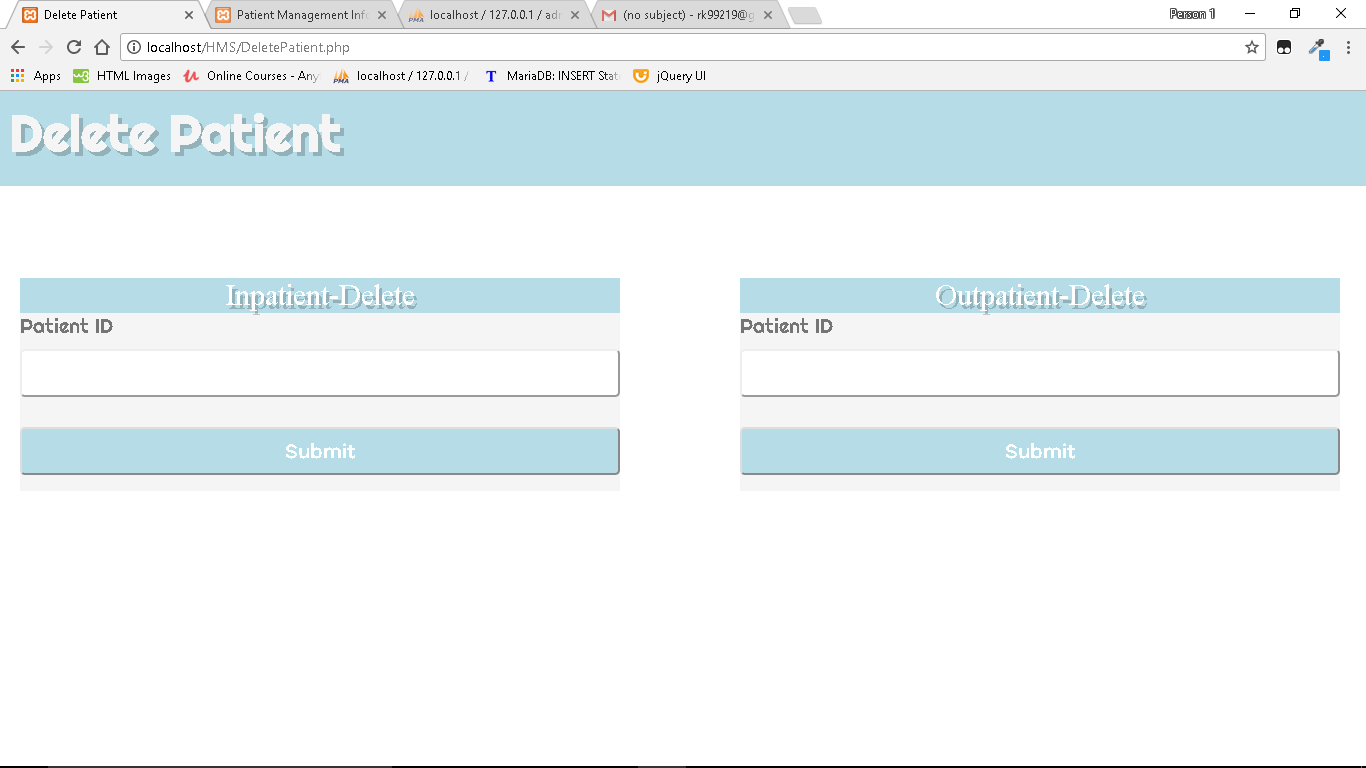 Delete Patient
Patient Management Inf
localhost / 127.0.0.1 / adr
(no subject) - rk99219@g
Person 1
localhost/HMS/DeletePatient.php
Apps
HTML Images
Online Courses - Any
localhost / 127.0.0.1 /
MariaDB: INSERT Stat
jQuery UI
Delete Patient
Inpatient-Delete
Outpatient-Delete
Patient ID
Patient ID
Submit
Submit